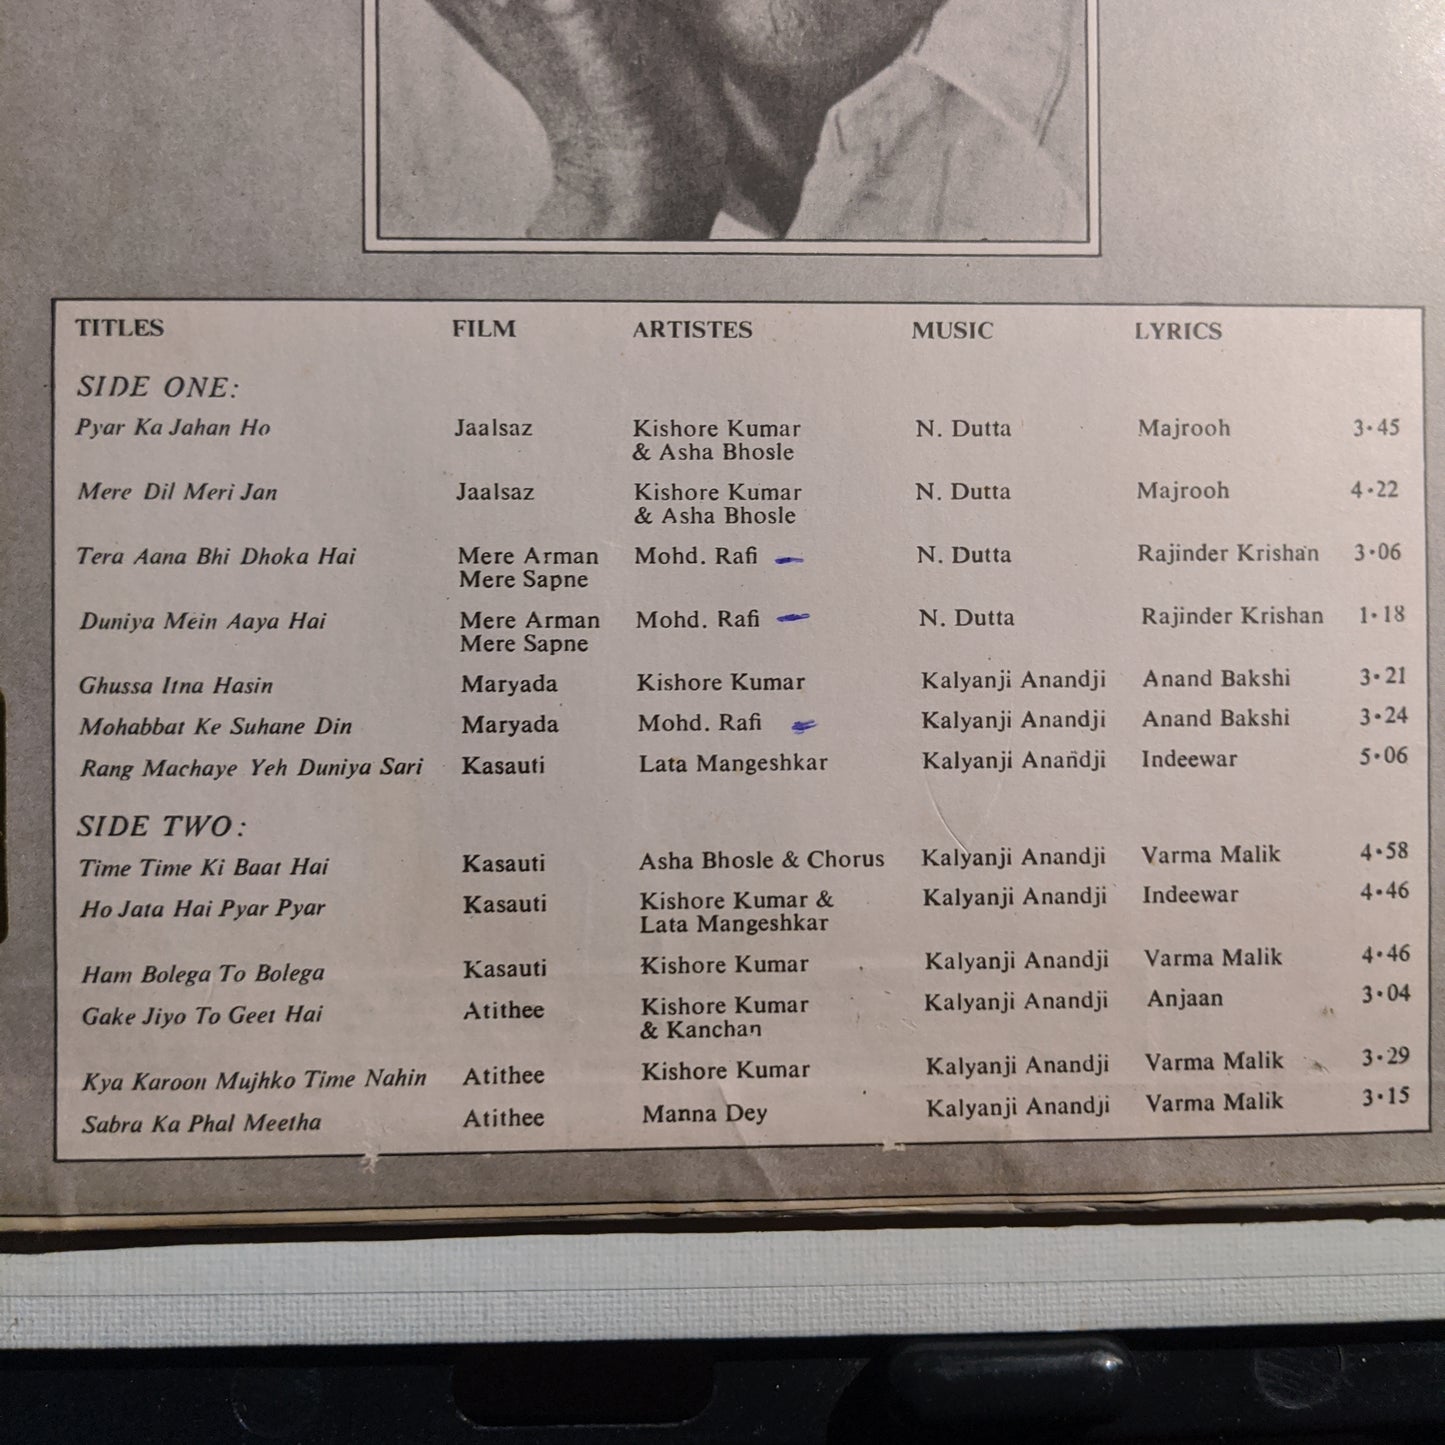 TITLES FILM ARTISTES MUSIC LYRICS
SIDE ONE:
Pyar Ka Jahan Ho Jaalsaz Kishore Kumar N. Dutta Majrooh 3·45
& Asha Bhosle
Mere Dil Meri Jan Jaalsaz Kishore Kumar N. Dutta Majrooh 4·22
& Asha Bhosle
Tera Aana Bhi Dhoka Hai Mere Arman Mohd. Rafi N. Dutta Rajinder Krishan 3·06
Mere Sapne
Duniya Mein Aaya Hai Mere Arman Mohd. Rafi N. Dutta Rajinder Krishan 1·18
Mere Sapne
Ghussa Itna Hasin Maryada Kishore Kumar Kalyanji Anandji Anand Bakshi 3·21
Mohabbat Ke Suhane Din Maryada Mohd. Rafi Kalyanji Anandji Anand Bakshi 3·24
Rang Machaye Yeh Duniya Sari Kasauti Lata Mangeshkar Kalyanji Anandji Indeewar 5·06
SIDE TWO:
Time Time Ki Baat Hai Kasauti Asha Bhosle & Chorus Kalyanji Anandji Varma Malik 4·58
Ho Jata Hai Pyar Pyar Kasauti Kishore Kumar & Kalyanji Anandji Indeewar 4·46
Lata Mangeshkar
Ham Bolega To Bolega Kasauti Kishore Kumar Kalyanji Anandji Varma Malik 4·46
Gake Jiyo To Geet Hai Atithee Kishore Kumar Kalyanji Anandji Anjaan 3·04
& Kanchan
Kya Karoon Mujhko Time Nahin Atithee Kishore Kumar Kalyanji Anandji Varma Malik 3·29
Sabra Ka Phal Meetha Atithee Manna Dey Kalyanji Anandji Varma Malik 3·15